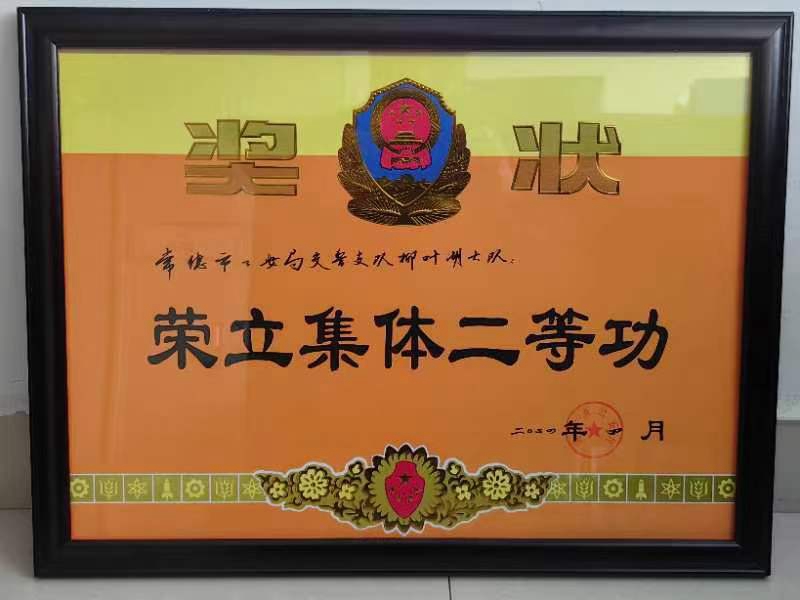 奖状
常德市公安局交警支队柳叶湖大队：
荣立集体二等功
二〇二四年四月